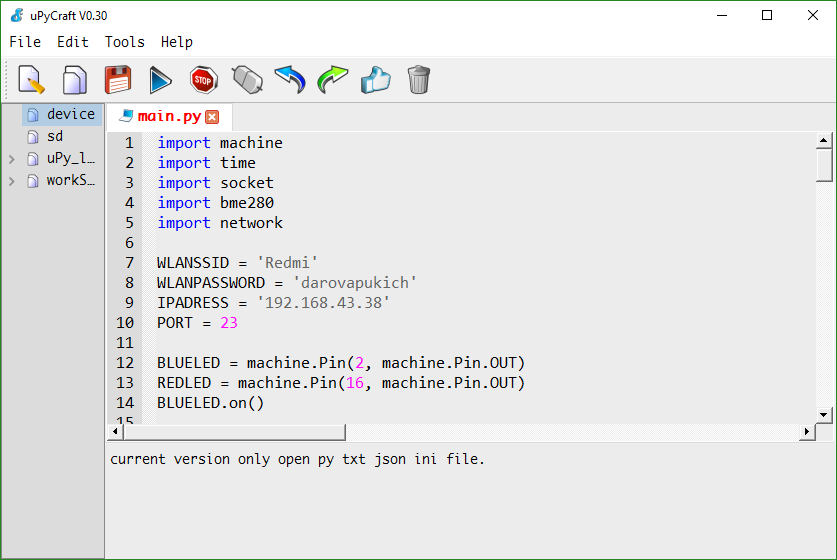 uPyCraft V0.30
File Edit Tools Help
STOP
device
sd
uPy_l...
workS...
main.py
1 import machine
2 import time
3 import socket
4 import bme280
5 import network
6
7 WLANSSID = 'Redmi'
8 WLANPASSWORD = 'darovapukich'
9 IPADRESS = '192.168.43.38'
10 PORT = 23
11
12 BLUELED = machine.Pin(2, machine.Pin.OUT)
13 REDLED = machine.Pin(16, machine.Pin.OUT)
14 BLUELED.on()
15
current version only open py txt json ini file.